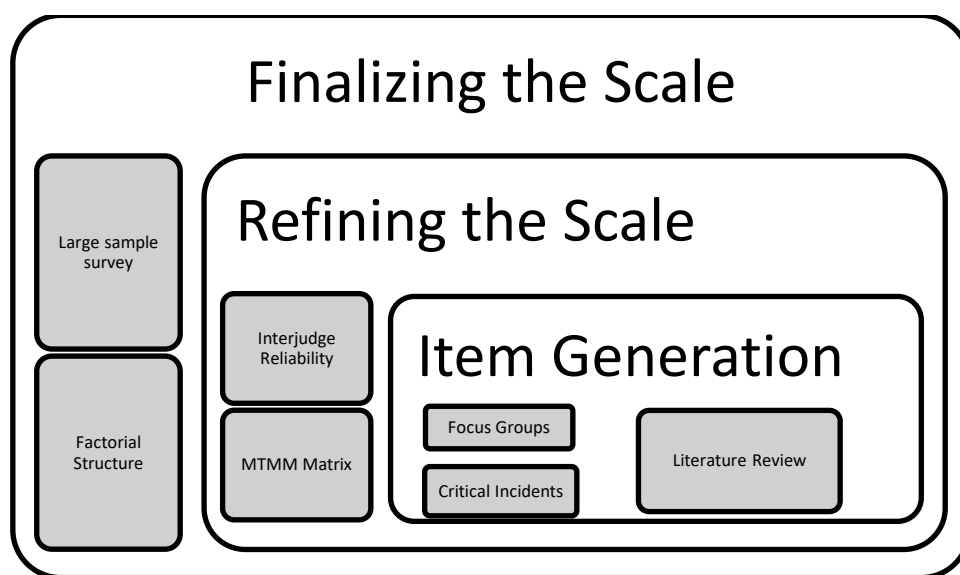 Finalizing the Scale
Large sample
survey
Factorial
Structure
Refining the Scale
Interjudge
Reliability
MTMM Matrix
Item Generation
Focus Groups
Critical Incidents
Literature Review